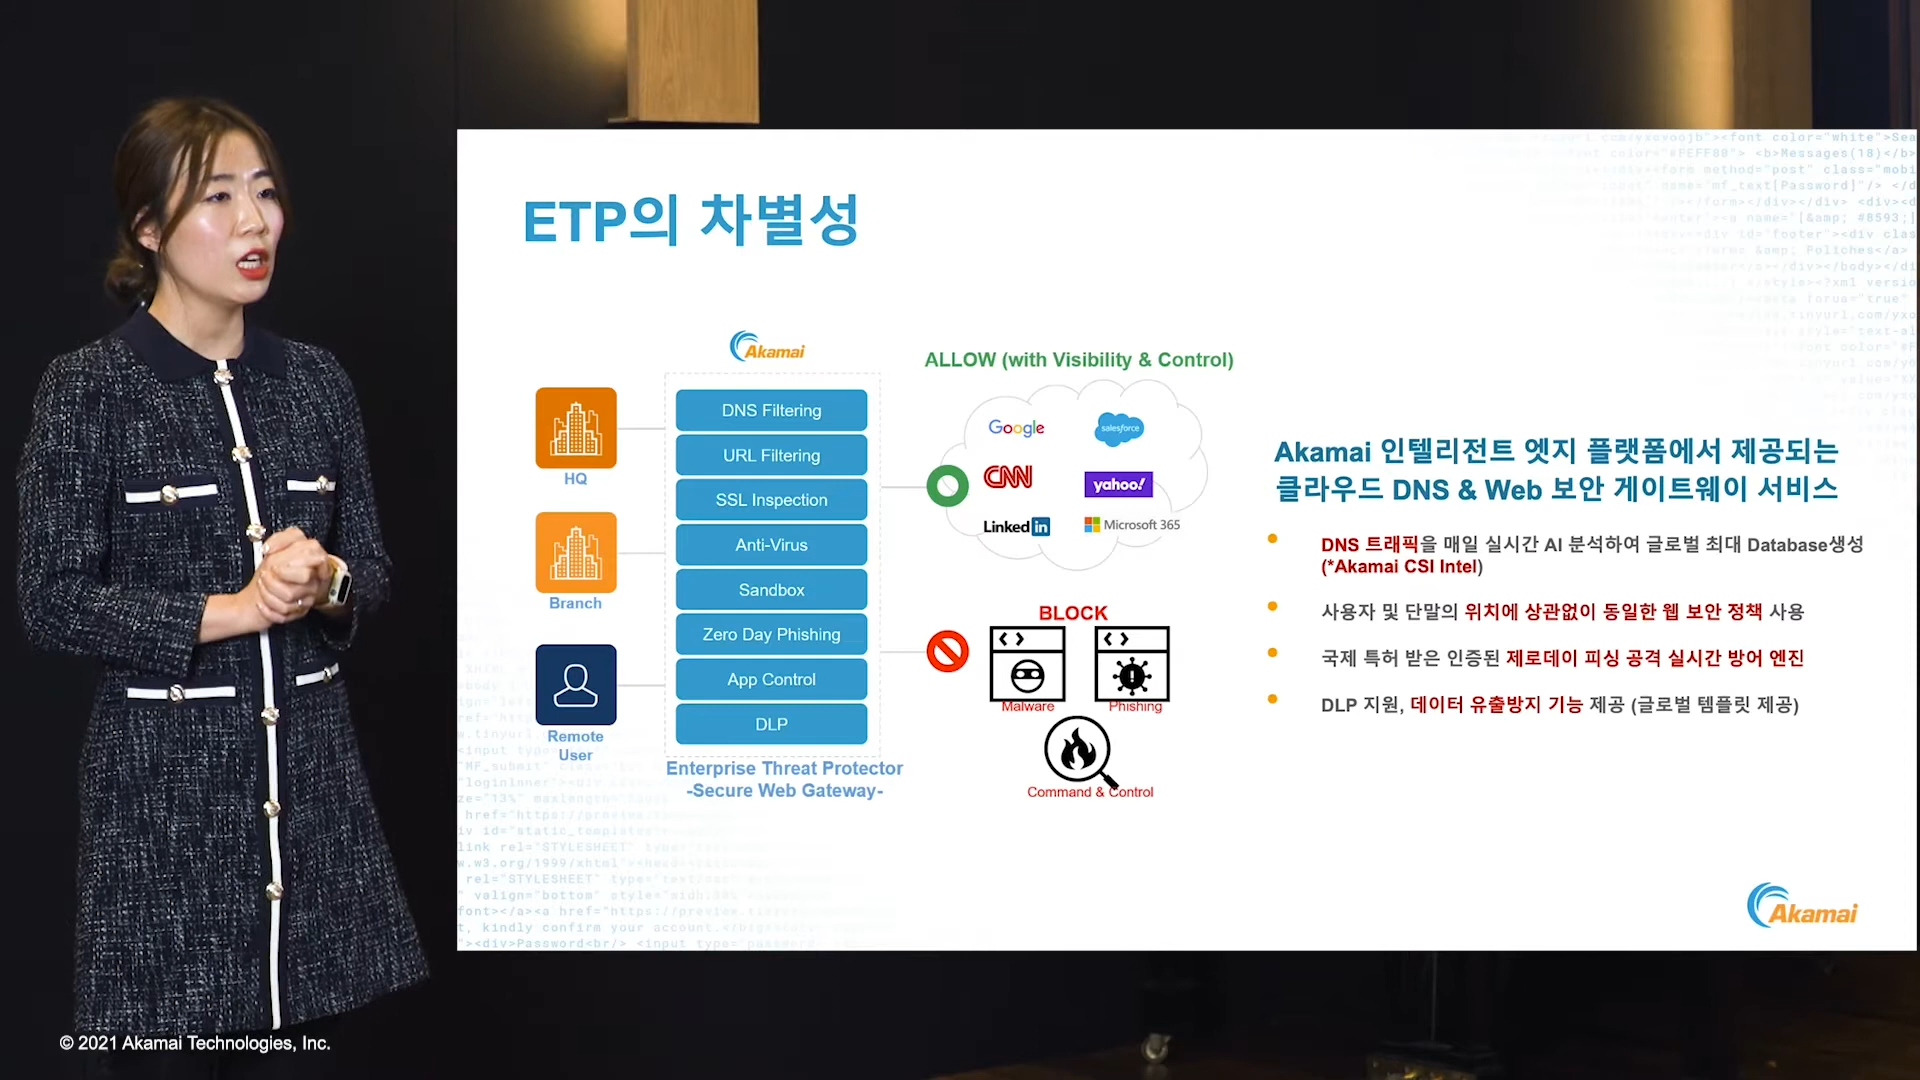 ETP의 차별성
Akamai
HQ
Branch
Remote
User
DNS Filtering
URL Filtering
SSL Inspection
Anti-Virus
Sandbox
Zero Day Phishing
App Control
DLP
Enterprise Threat Protector
-Secure Web Gateway-
ALLOW (with Visibility & Control)
Google
salesforce
CNN
yahoo!
Linkedin
Microsoft 365
BLOCK
Malware
Phishing
Command & Control
Akamai 인텔리전트 엣지 플랫폼에서 제공되는
클라우드 DNS & Web 보안 게이트웨이 서비스
DNS 트래픽을 매일 실시간 AI 분석하여 글로벌 최대 Database생성
(*Akamai CSI Intel)
사용자 및 단말의 위치에 상관없이 동일한 웹 보안 정책 사용
국제 특허 받은 인증된 제로데이 피싱 공격 실시간 방어 엔진
DLP 지원, 데이터 유출방지 기능 제공 (글로벌 템플릿 제공)
Akamai
© 2021 Akamai Technologies, Inc.